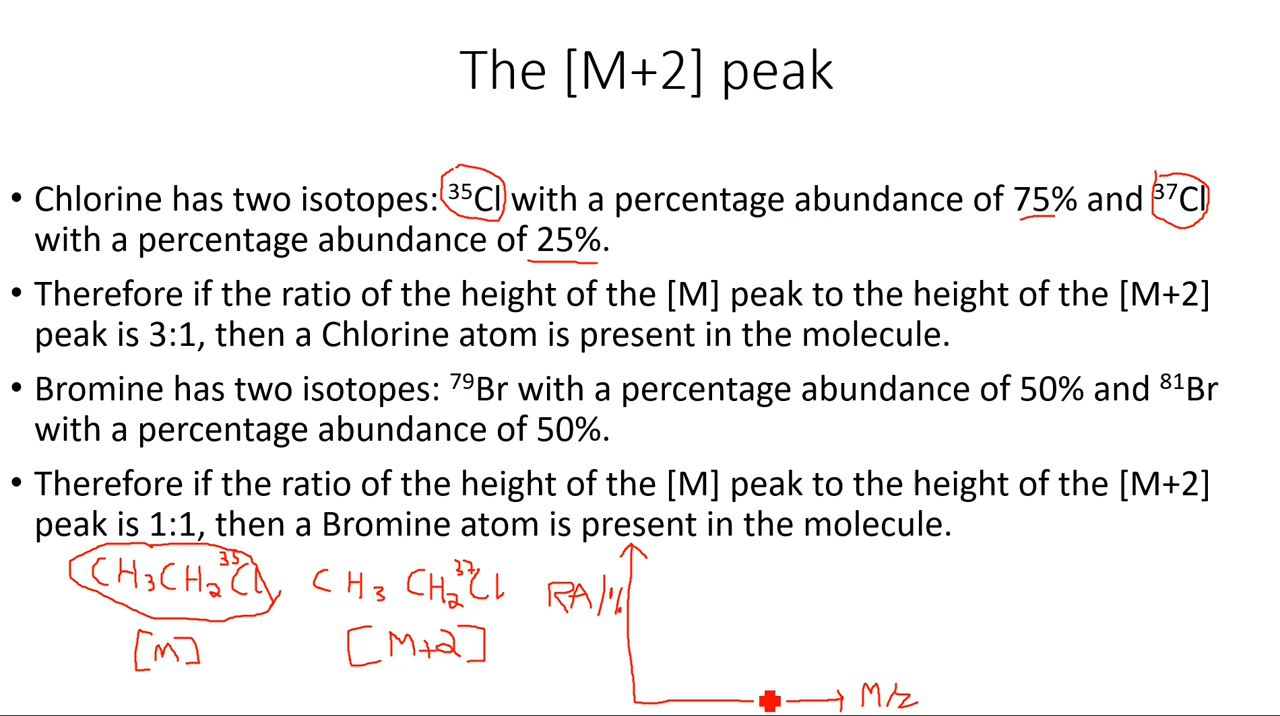 The [M+2] peak
• Chlorine has two isotopes: ³⁵Cl with a percentage abundance of 75% and ³⁷Cl
with a percentage abundance of 25%.
• Therefore if the ratio of the height of the [M] peak to the height of the [M+2]
peak is 3:1, then a Chlorine atom is present in the molecule.
• Bromine has two isotopes: ⁷⁹Br with a percentage abundance of 50% and ⁸¹Br
with a percentage abundance of 50%.
• Therefore if the ratio of the height of the [M] peak to the height of the [M+2]
peak is 1:1, then a Bromine atom is present in the molecule.
CH₃CH₂³⁵Cl CH₃CH₂³⁷Cl RA/%
[M] [M+2]
M/z